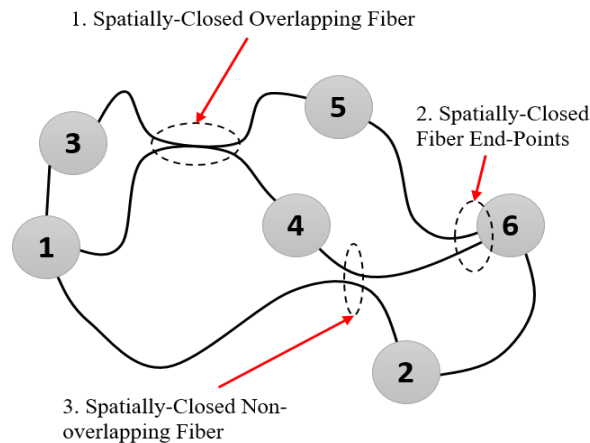 1. Spatially-Closed Overlapping Fiber
5
2. Spatially-Closed
Fiber End-Points
3
4
6
1
2
3. Spatially-Closed Non-
overlapping Fiber